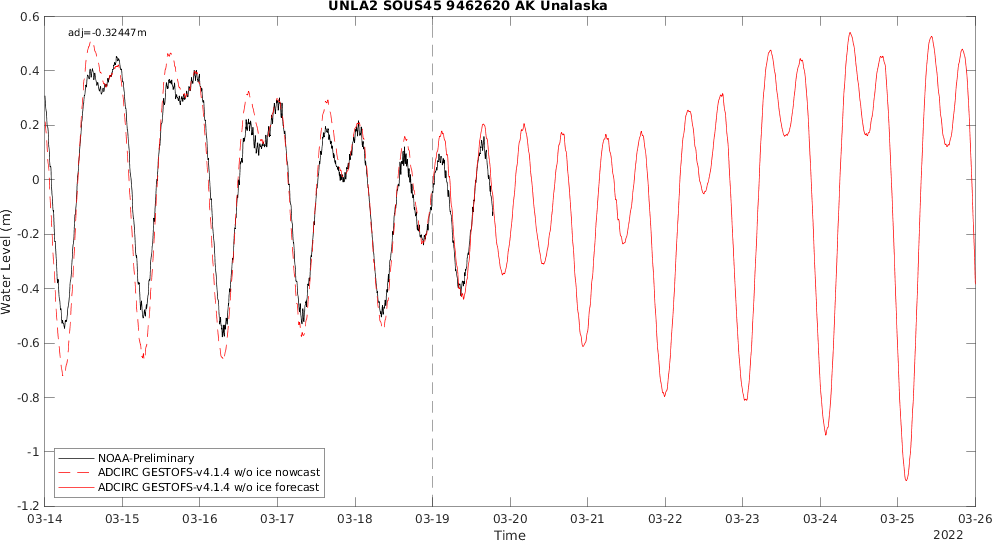 UNLA2 SOUS45 9462620 AK Unalaska
adj=-0.32447m
0.6
0.4
0.2
0
-0.2
-0.4
-0.6
-0.8
-1
-1.2
Water Level (m)
NOAA-Preliminary
ADCIRC GESTOFS-v4.1.4 w/o ice nowcast
ADCIRC GESTOFS-v4.1.4 w/o ice forecast
03-14 03-15 03-16 03-17 03-18 03-19 03-20 03-21 03-22 03-23 03-24 03-25 03-26
Time
2022